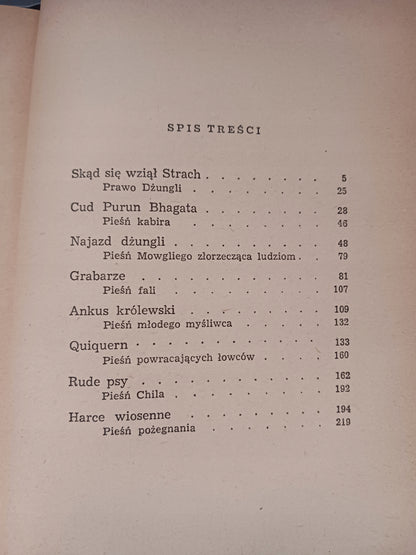 SPIS TREŚCI
Skąd się wziął Strach . . . . . . . . 5
Prawo Dżungli . . . . . . . . . 25
Cud Purun Bhagata . . . . . . . . 28
Pieśń kabira . . . . . . . . . 46
Najazd dżungli . . . . . . . . . . 48
Pieśń Mowgliego złorzecząca ludziom . . 79
Grabarze . . . . . . . . . . . 81
Pieśń fali . . . . . . . . . . 107
Ankus królewski . . . . . . . . . 109
Pieśń młodego myśliwca . . . . . . 132
Quiquern . . . . . . . . . . . 133
Pieśń powracających łowców . . . . 160
Rude psy . . . . . . . . . . . 162
Pieśń Chila . . . . . . . . . . 192
Harce wiosenne . . . . . . . . . 194
Pieśń pożegnania . . . . . . . . 219